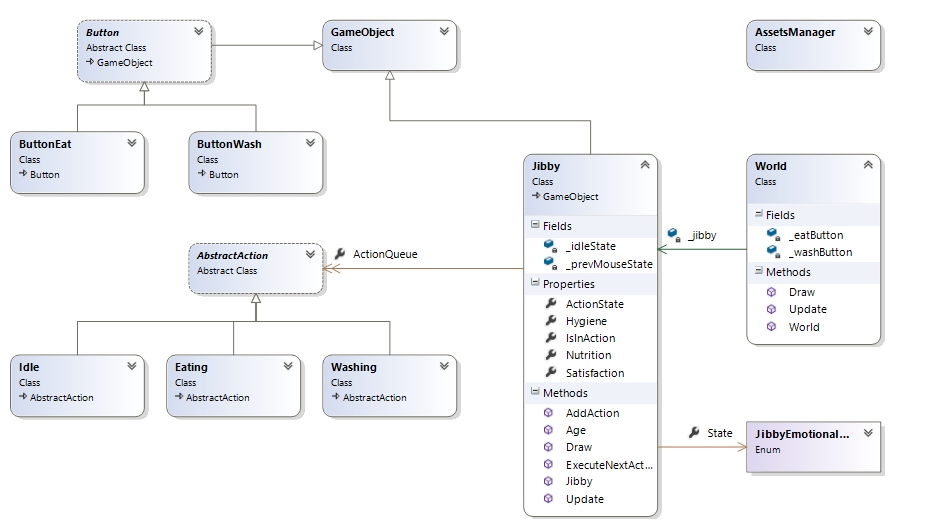 Button
Abstract Class
GameObject
GameObject
Class
AssetsManager
Class
ButtonEat
Class
Button
ButtonWash
Class
Button
Jibby
Class
GameObject
Fields
_idleState
_prevMouseState
Properties
ActionState
Hygiene
IsInAction
Nutrition
Satisfaction
Methods
AddAction
Age
Draw
ExecuteNextAct...
Jibby
Update
World
Class
Fields
_eatButton
_washButton
Methods
Draw
Update
World
_jibby
AbstractAction
Abstract Class
ActionQueue
Idle
Class
AbstractAction
Eating
Class
AbstractAction
Washing
Class
AbstractAction
State
JibbyEmotional...
Enum